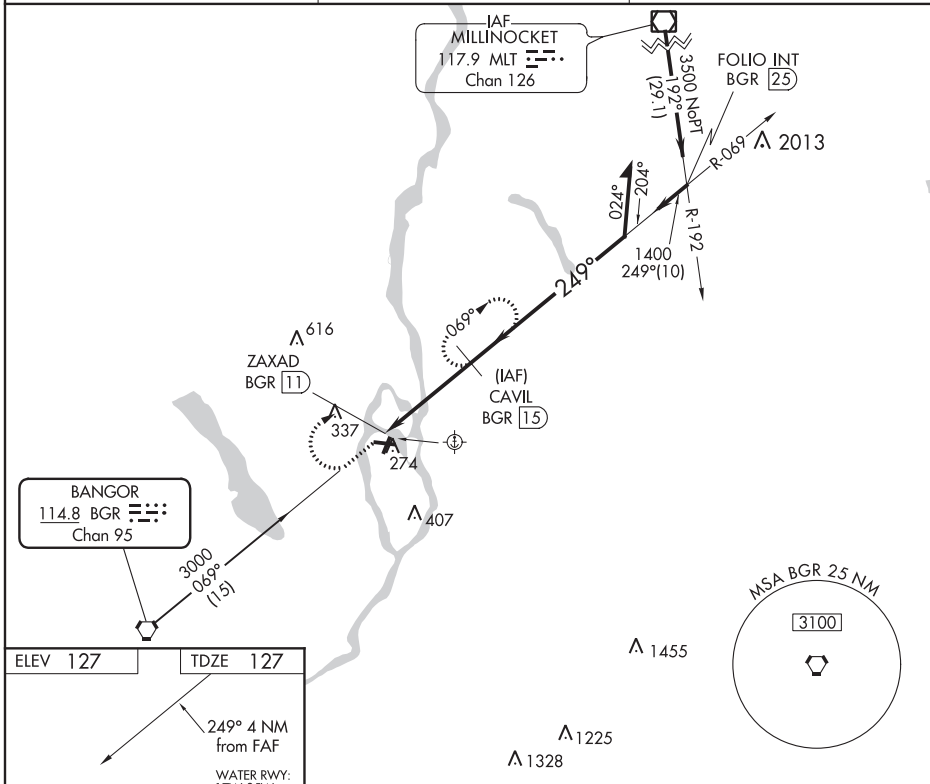 IAF
MILLINOCKET
117.9 MLT
Chan 126
3500 NoPT
192°
(29.1)
FOLIO INT
BGR 25
R-069
2013
024°
204°
R-192
1400
249°(10)
249°
069°
616
ZAXAD
BGR 11
(IAF)
CAVIL
BGR 15
337
274
BANGOR
114.8 BGR
Chan 95
407
3000
069°
(15)
MSA BGR 25 NM
3100
1455
ELEV 127
TDZE 127
249° 4 NM
from FAF
1225
WATER RWY:
1328